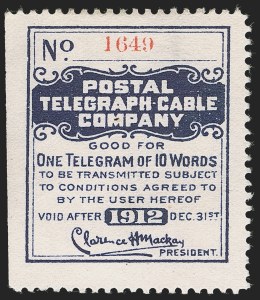 No. 1649
POSTAL
TELEGRAPH-CABLE
COMPANY
GOOD FOR
ONE TELEGRAM OF 10 WORDS
TO BE TRANSMITTED SUBJECT
TO CONDITIONS AGREED TO
BY THE USER HEREOF
VOID AFTER 1912 DEC. 31ST.
Clarence H Mackay
PRESIDENT.